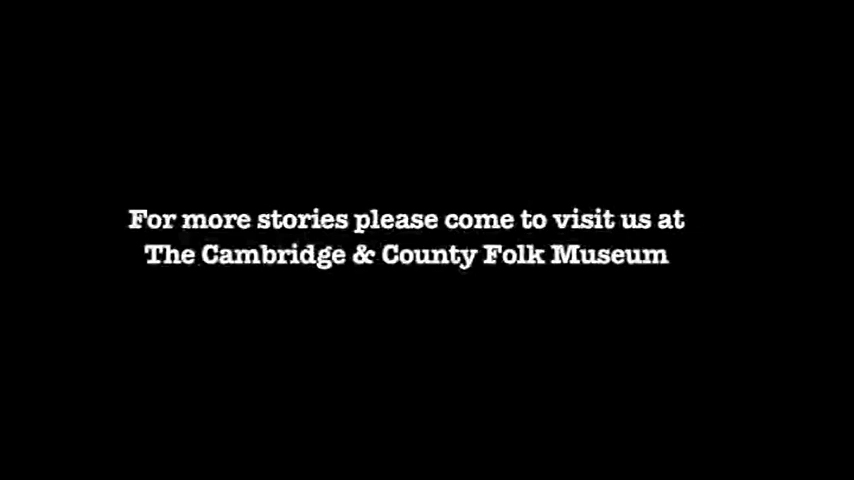 For more stories please come to visit us at
The Cambridge & County Folk Museum